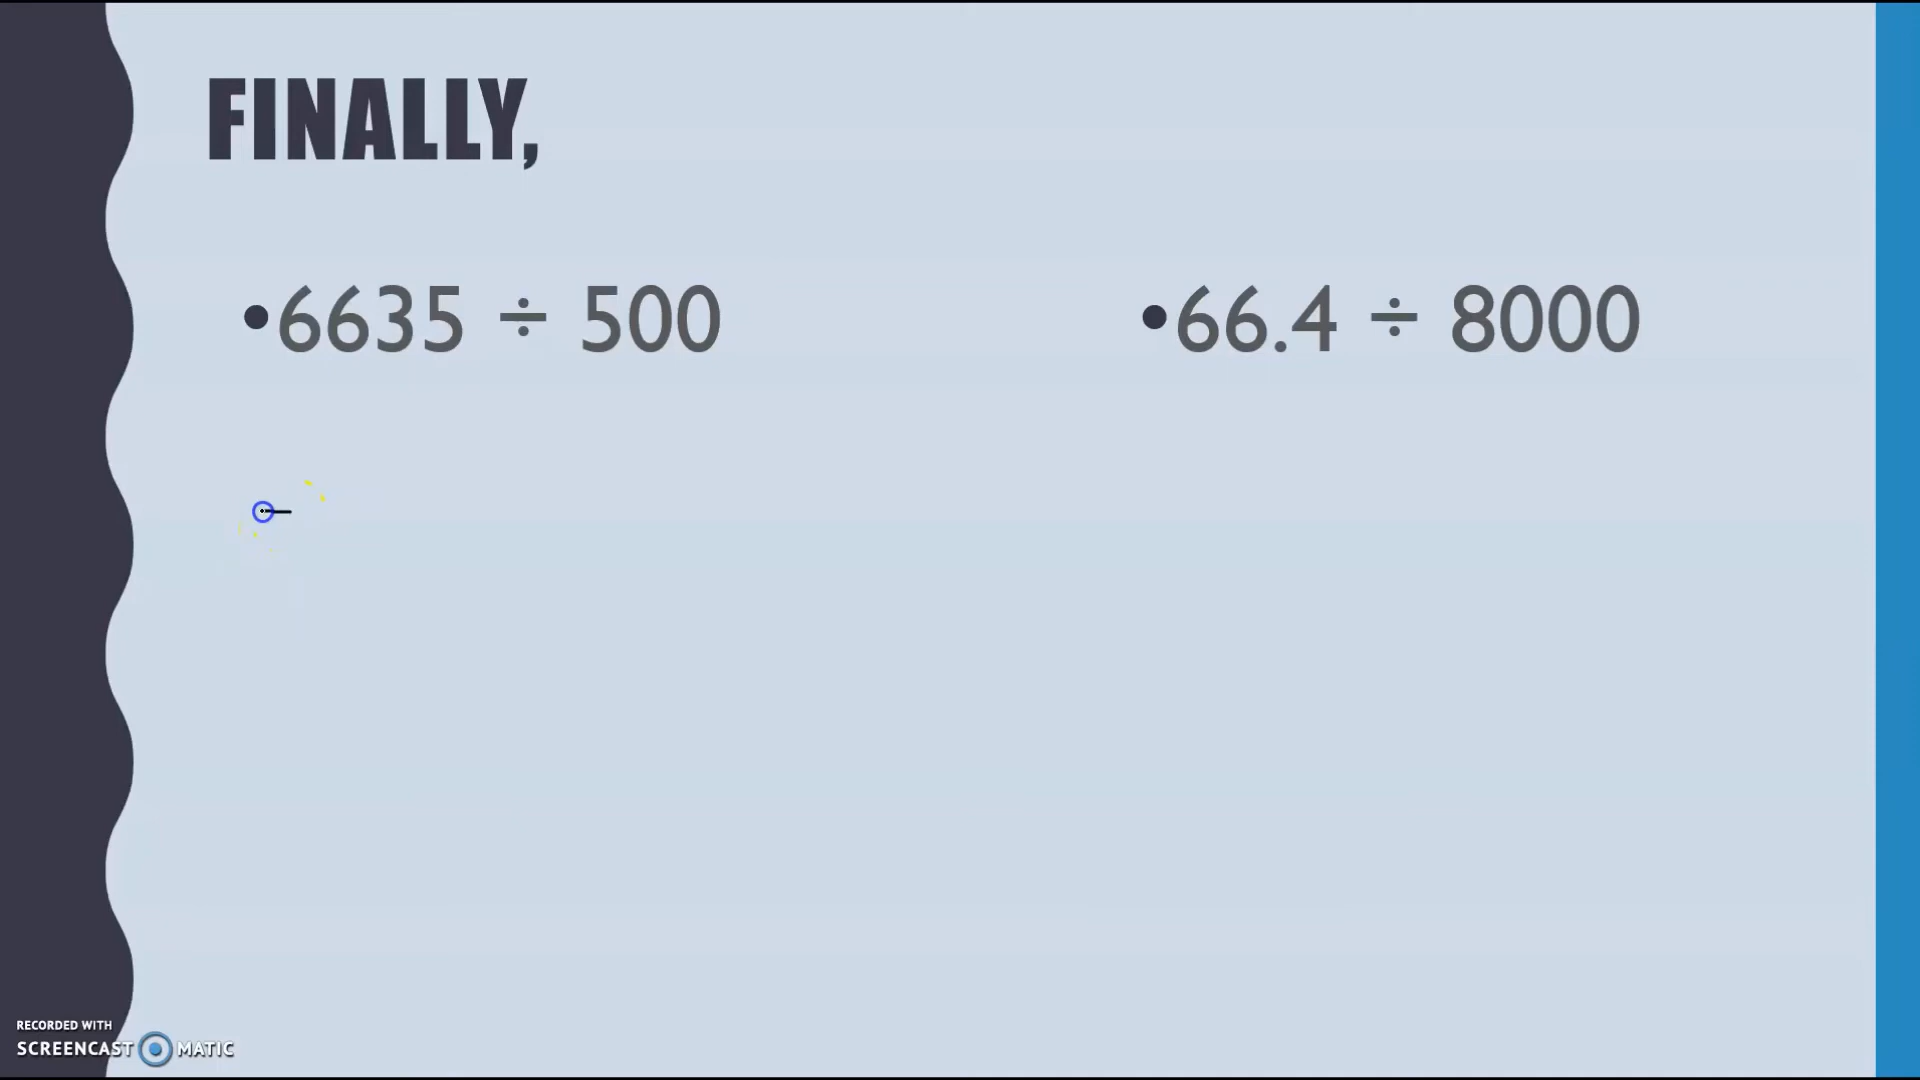 FINALLY,
•6635 ÷ 500
•66.4 ÷ 8000
RECORDED WITH
SCREENCAST MATIC